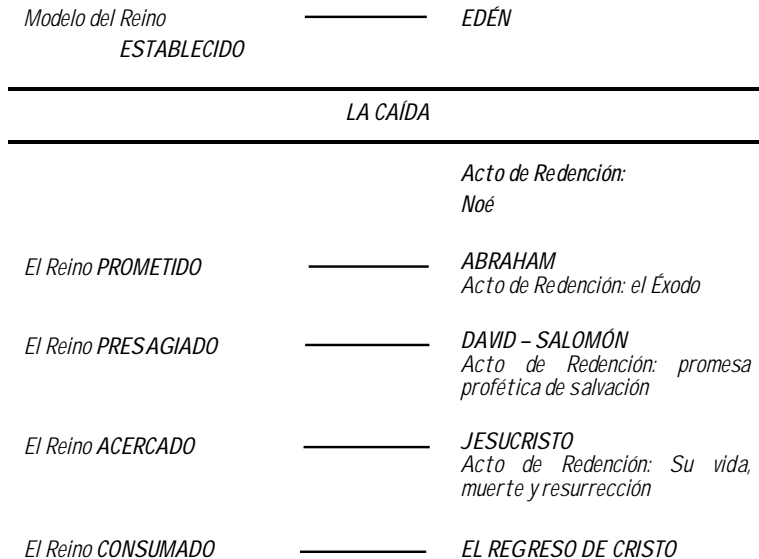 Modelo del Reino EDÉN
ESTABLECIDO
LA CAÍDA
Acto de Redención:
Noé
El Reino PROMETIDO ABRAHAM
Acto de Redención: el Éxodo
El Reino PRESAGIADO DAVID – SALOMÓN
Acto de Redención: promesa
profética de salvación
El Reino ACERCADO JESUCRISTO
Acto de Redención: Su vida,
muerte y resurrección
El Reino CONSUMADO EL REGRESO DE CRISTO